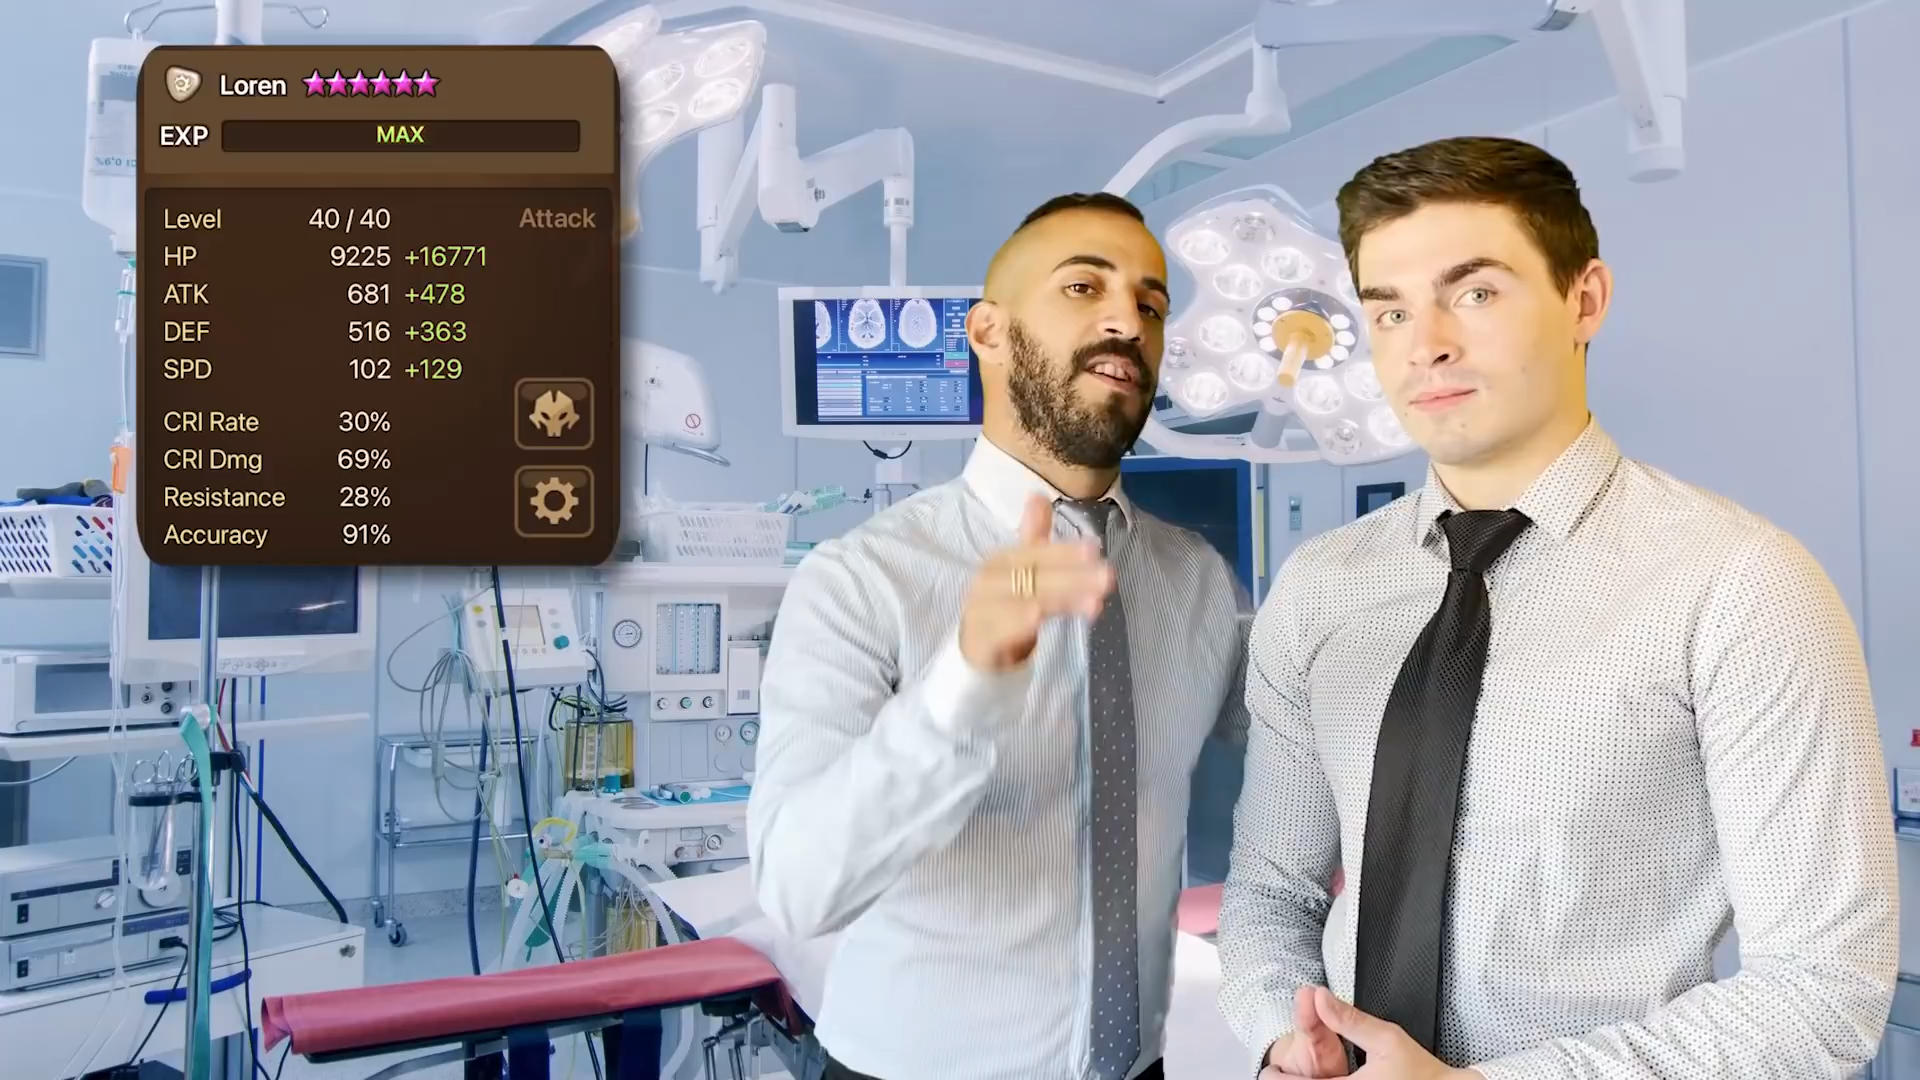 Loren
EXP MAX
Level 40 / 40 Attack
HP 9225 +16771
ATK 681 +478
DEF 516 +363
SPD 102 +129
CRI Rate 30%
CRI Dmg 69%
Resistance 28%
Accuracy 91%